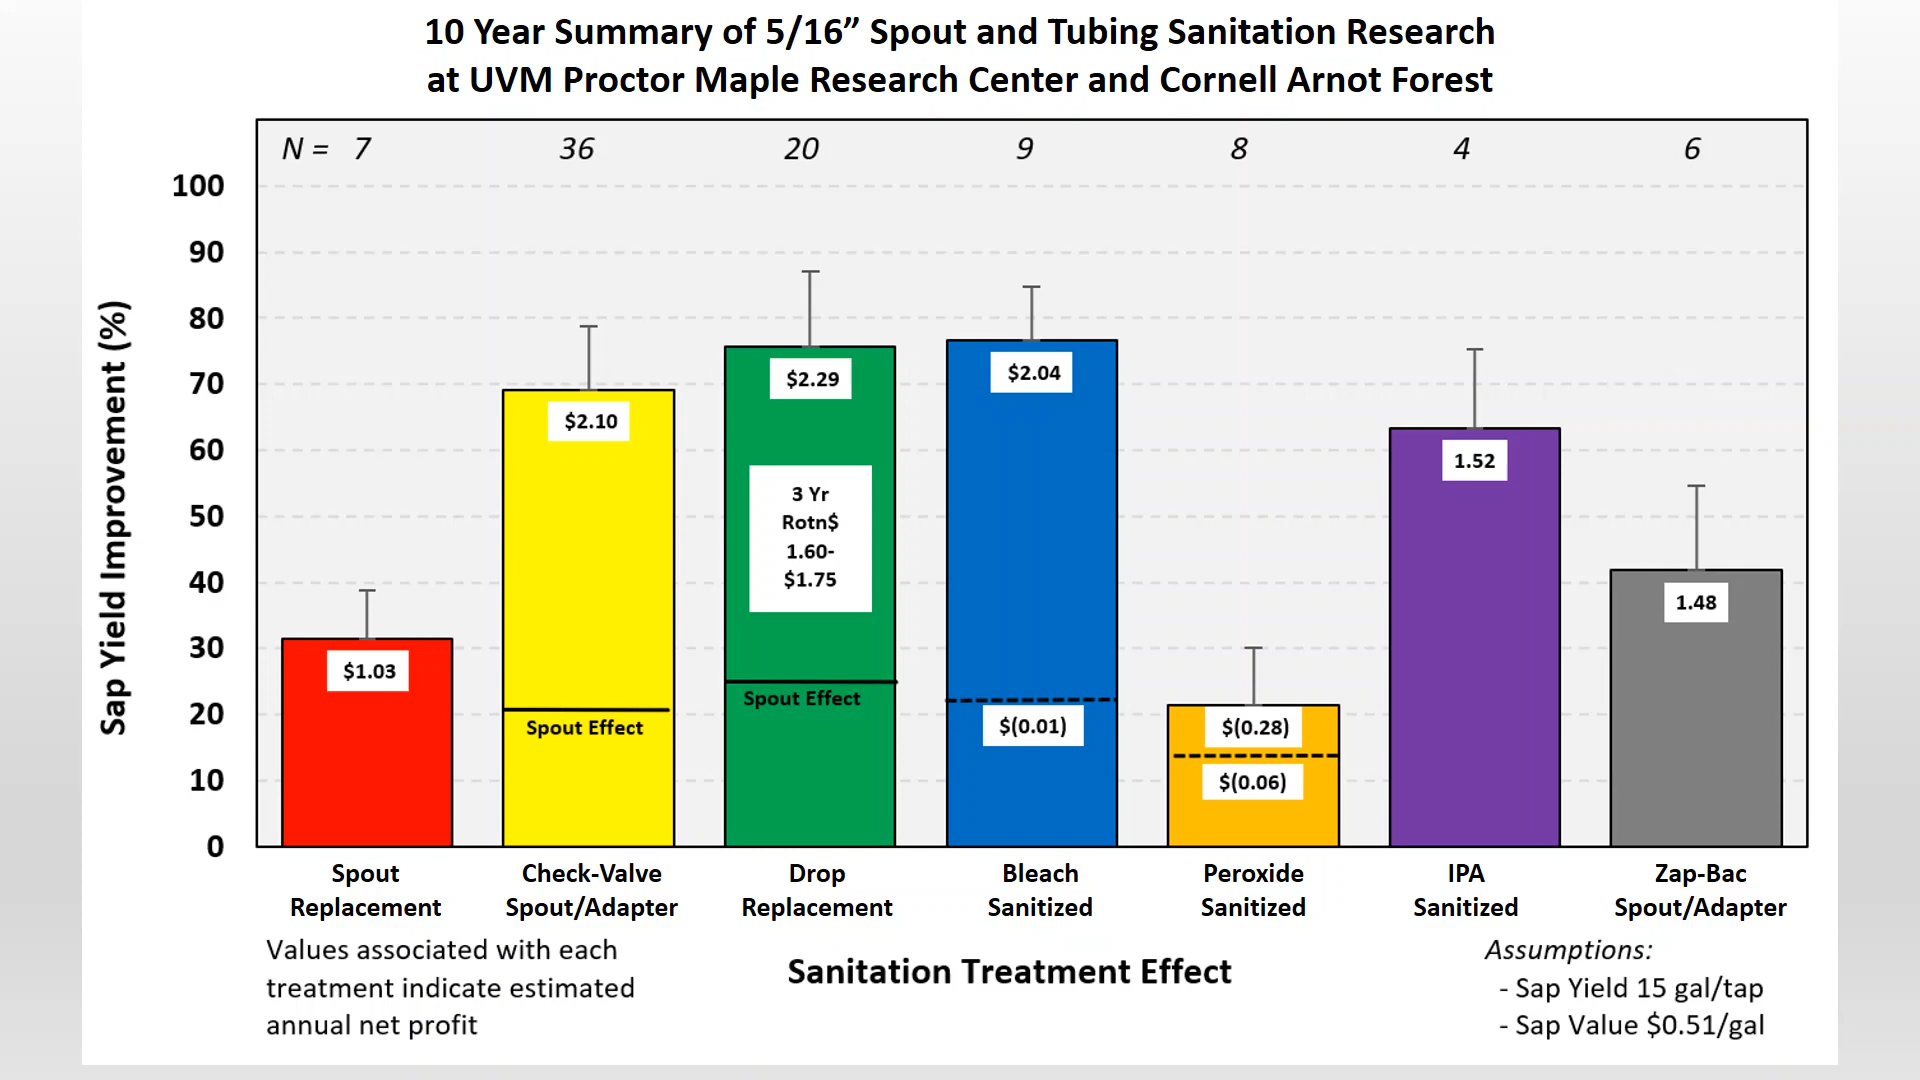 10 Year Summary of 5/16” Spout and Tubing Sanitation Research
at UVM Proctor Maple Research Center and Cornell Arnot Forest
N = 7 36 20 9 8 4 6
100
90
80
70
60
50
40
30
20
10
0
Sap Yield Improvement (%)
$1.03
$2.10
Spout Effect
$2.29
3 Yr
Rotn$
1.60-
$1.75
Spout Effect
$2.04
$(0.01)
$(0.28)
$(0.06)
1.52
1.48
Spout
Replacement
Check-Valve
Spout/Adapter
Drop
Replacement
Bleach
Sanitized
Peroxide
Sanitized
IPA
Sanitized
Zap-Bac
Spout/Adapter
Values associated with each
treatment indicate estimated
annual net profit
Sanitation Treatment Effect
Assumptions:
- Sap Yield 15 gal/tap
- Sap Value $0.51/gal